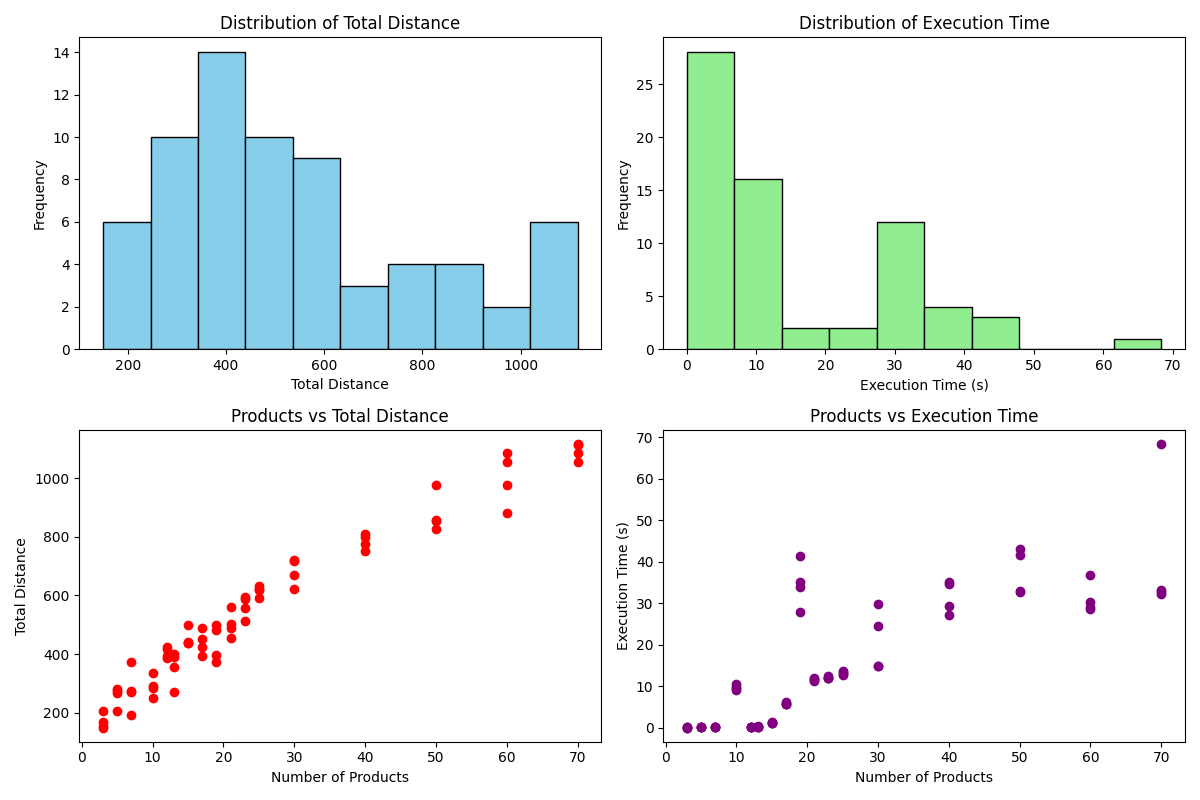 Distribution of Total Distance
14
12
10
8
6
4
2
0
Frequency
200 400 600 800 1000
Total Distance
Distribution of Execution Time
25
20
15
10
5
0
Frequency
0 10 20 30 40 50 60 70
Execution Time (s)
Products vs Total Distance
1000
800
600
400
200
Total Distance
0 10 20 30 40 50 60 70
Number of Products
Products vs Execution Time
70
60
50
40
30
20
10
0
Execution Time (s)
0 10 20 30 40 50 60 70
Number of Products